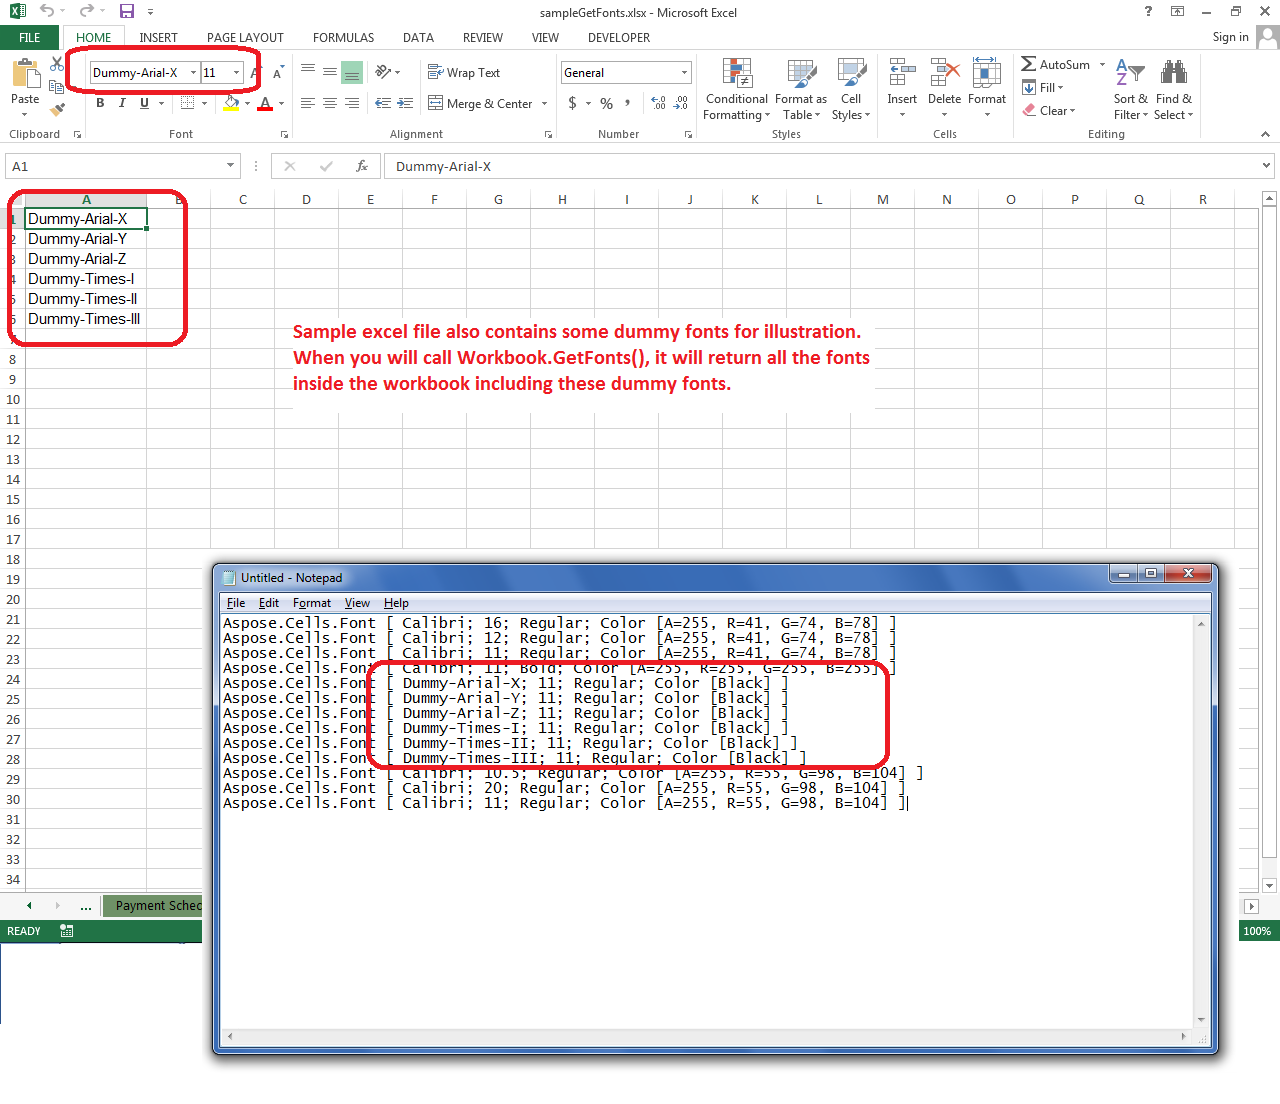 sampleGetFonts.xlsx - Microsoft Excel
?
FILE HOME INSERT PAGE LAYOUT FORMULAS DATA REVIEW VIEW DEVELOPER Sign in
Paste
Dummy-Arial-X 11
B I U A
Wrap Text
Merge & Center
General
$ % ,
Conditional Formatting
Format as Table
Cell Styles
Insert Delete Format
AutoSum
Fill
Clear
Sort & Filter
Find & Select
Clipboard Font Alignment Number Styles Cells Editing
A1 fx Dummy-Arial-X
A B C D E F G H I J K L M N O P Q R
1 Dummy-Arial-X
2 Dummy-Arial-Y
3 Dummy-Arial-Z
4 Dummy-Times-I
5 Dummy-Times-II
6 Dummy-Times-III
Sample excel file also contains some dummy fonts for illustration.
When you will call Workbook.GetFonts(), it will return all the fonts
inside the workbook including these dummy fonts.
8
9
10
11
12
13
14
15
16
17
18
19
20
21
22
23
24
25
26
27
28
29
30
31
32
33
34
Untitled - Notepad
File Edit Format View Help
Aspose.Cells.Font [ Calibri; 16; Regular; Color [A=255, R=41, G=74, B=78] ]
Aspose.Cells.Font [ Calibri; 12; Regular; Color [A=255, R=41, G=74, B=78] ]
Aspose.Cells.Font [ Calibri; 11; Regular; Color [A=255, R=41, G=74, B=78] ]
Aspose.Cells.Font [ Calibri; 11; Bold; Color [A=255, R=255, G=255, B=255] ]
Aspose.Cells.Font [ Dummy-Arial-X; 11; Regular; Color [Black] ]
Aspose.Cells.Font [ Dummy-Arial-Y; 11; Regular; Color [Black] ]
Aspose.Cells.Font [ Dummy-Arial-Z; 11; Regular; Color [Black] ]
Aspose.Cells.Font [ Dummy-Times-I; 11; Regular; Color [Black] ]
Aspose.Cells.Font [ Dummy-Times-II; 11; Regular; Color [Black] ]
Aspose.Cells.Font [ Dummy-Times-III; 11; Regular; Color [Black] ]
Aspose.Cells.Font [ Calibri; 10.5; Regular; Color [A=255, R=55, G=98, B=104] ]
Aspose.Cells.Font [ Calibri; 20; Regular; Color [A=255, R=55, G=98, B=104] ]
Aspose.Cells.Font [ Calibri; 11; Regular; Color [A=255, R=55, G=98, B=104] ]
... Payment Sched
READY 100%